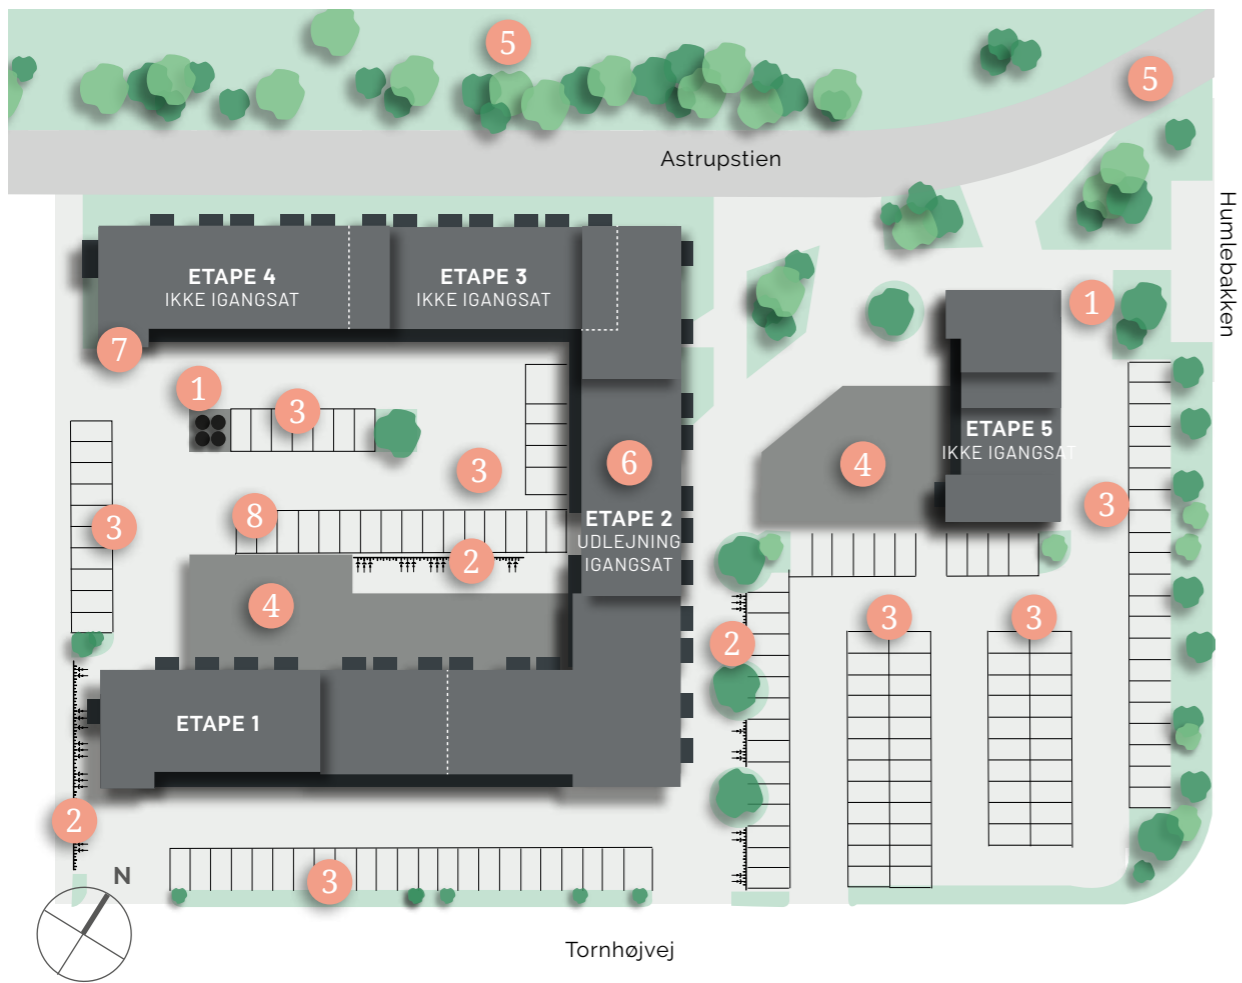 5
5
Astrupstien
Humlebakken
ETAPE 4
IKKE IGANGSAT
ETAPE 3
IKKE IGANGSAT
1
7
1
3
3
6
4
ETAPE 5
IKKE IGANGSAT
3
3
8
ETAPE 2
UDLEJNING
IGANGSAT
2
4
3
3
2
ETAPE 1
2
3
N
Tornhøjvej